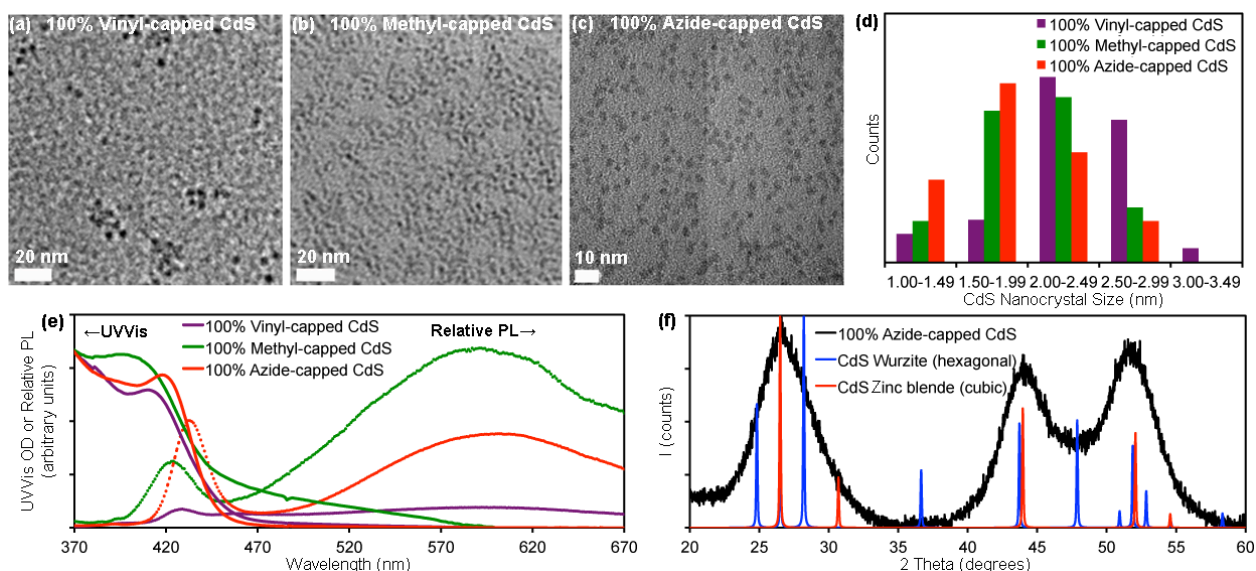 (a) 100% Vinyl-capped CdS
20 nm
(b) 100% Methyl-capped CdS
20 nm
(c) 100% Azide-capped CdS
10 nm
(d)
100% Vinyl-capped CdS
100% Methyl-capped CdS
100% Azide-capped CdS
Counts
1.00-1.49 1.50-1.99 2.00-2.49 2.50-2.99 3.00-3.49
CdS Nanocrystal Size (nm)
(e)
←UVVis
Relative PL→
100% Vinyl-capped CdS
100% Methyl-capped CdS
100% Azide-capped CdS
UVVis OD or Relative PL
(arbitrary units)
370 420 470 520 570 620 670
Wavelength (nm)
(f)
100% Azide-capped CdS
CdS Wurzite (hexagonal)
CdS Zinc blende (cubic)
I (counts)
20 25 30 35 40 45 50 55 60
2 Theta (degrees)